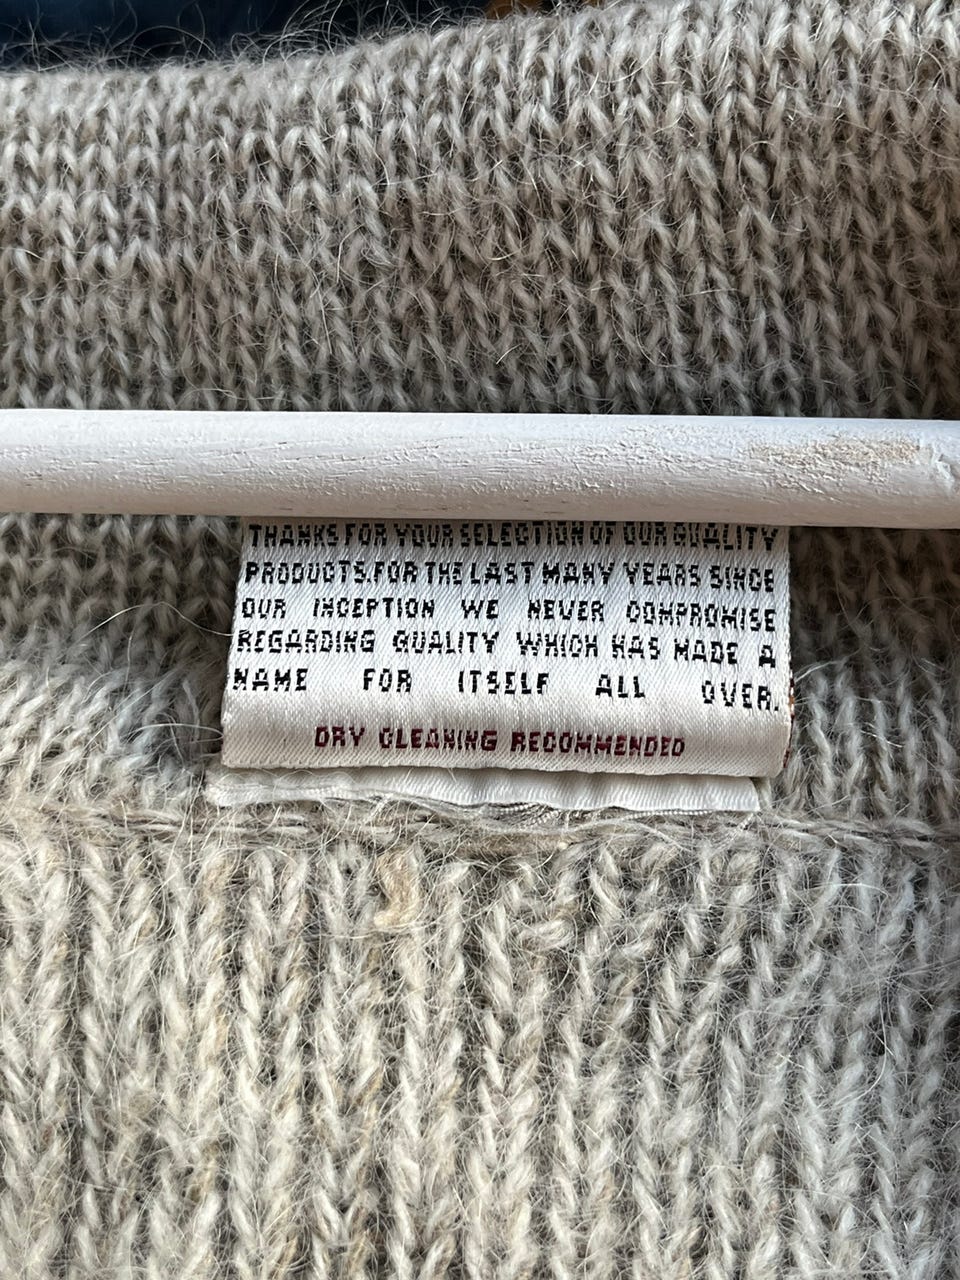 THANKS FOR YOUR SELECTION OF OUR QUALITY
PRODUCTS.FOR THE LAST MANY YEARS SINCE
OUR INCEPTION WE NEVER COMPROMISE
REGARDING QUALITY WHICH HAS MADE A
NAME FOR ITSELF ALL OVER.
DRY CLEANING RECOMMENDED